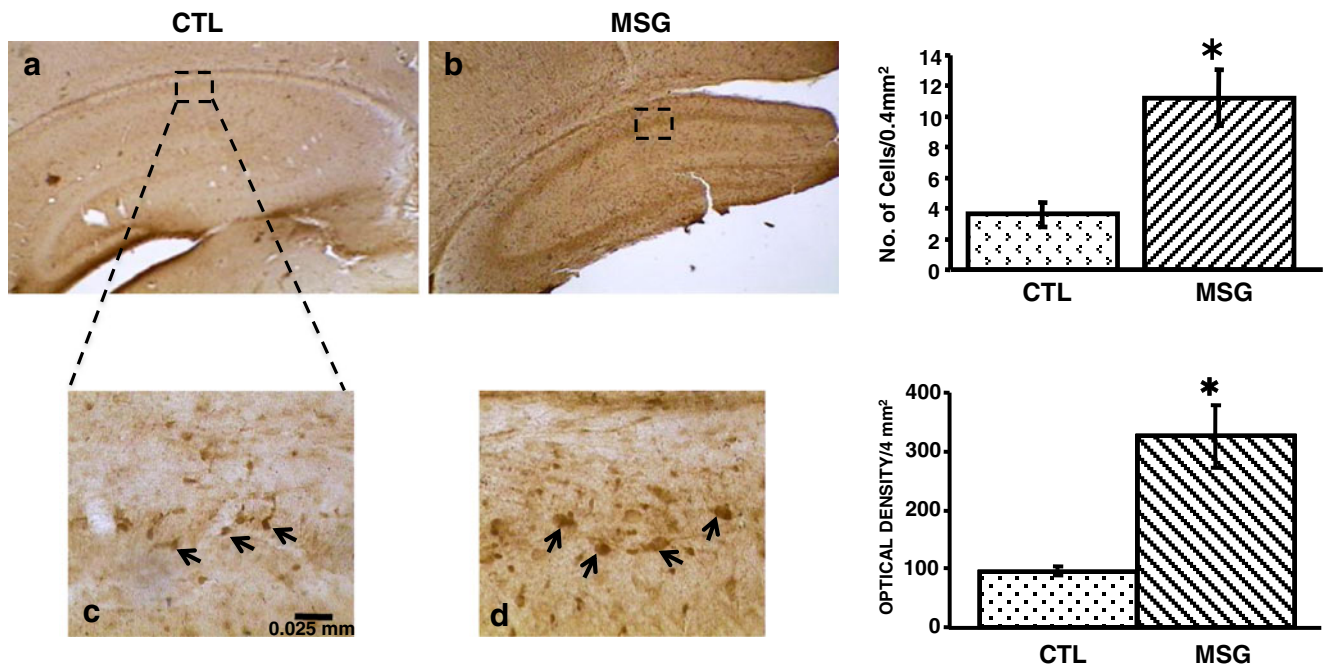 CTL
MSG
a
b
c
0.025 mm
d
No. of Cells/0.4mm²
14
12
10
8
6
4
2
0
*
CTL
MSG
OPTICAL DENSITY/4 mm²
400
300
200
100
0
*
CTL
MSG